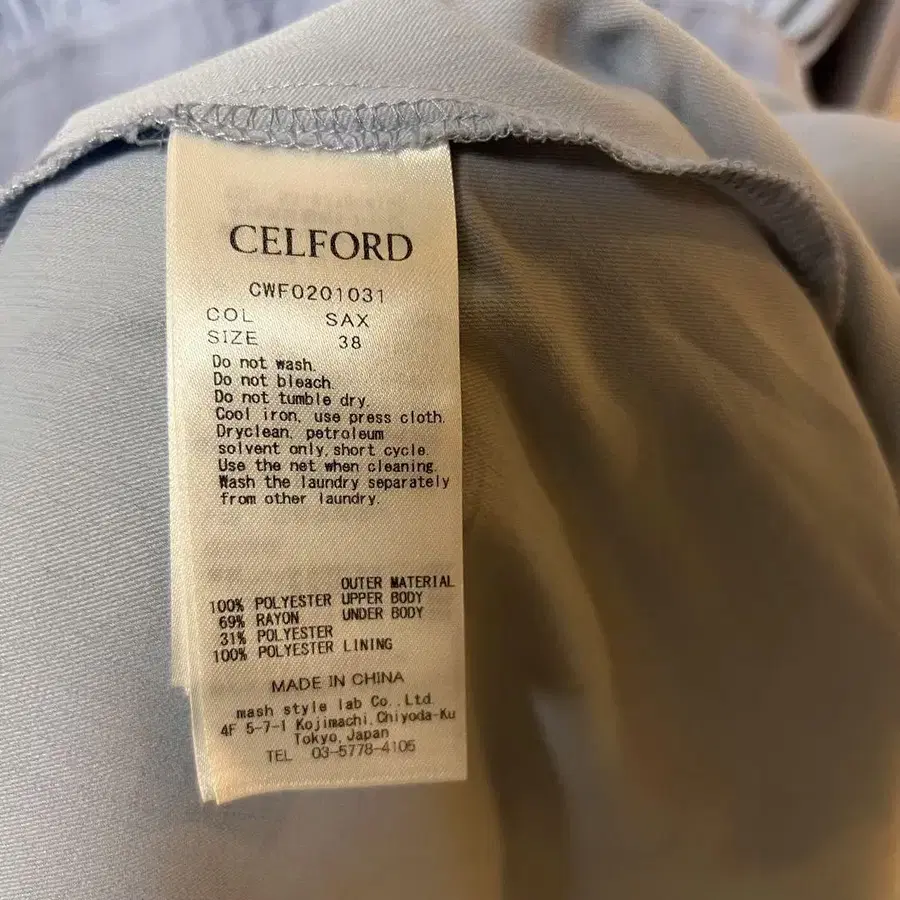 CELFORD
CWF0201031
COL SAX
SIZE 38
Do not wash.
Do not bleach
Do not tumble dry.
Cool iron, use press cloth.
Dryclean, petroleum
solvent only,short cycle.
Use the net when cleaning.
Wash the laundry separately
from other laundry.
OUTER MATERIAL
100% POLYESTER UPPER BODY
69% RAYON UNDER BODY
31% POLYESTER
100% POLYESTER LINING
MADE IN CHINA
mash style lab Co.,Ltd.
4F 5-7-1 Kojimachi,Chiyoda-Ku
Tokyo,Japan
TEL 03-5778-4105